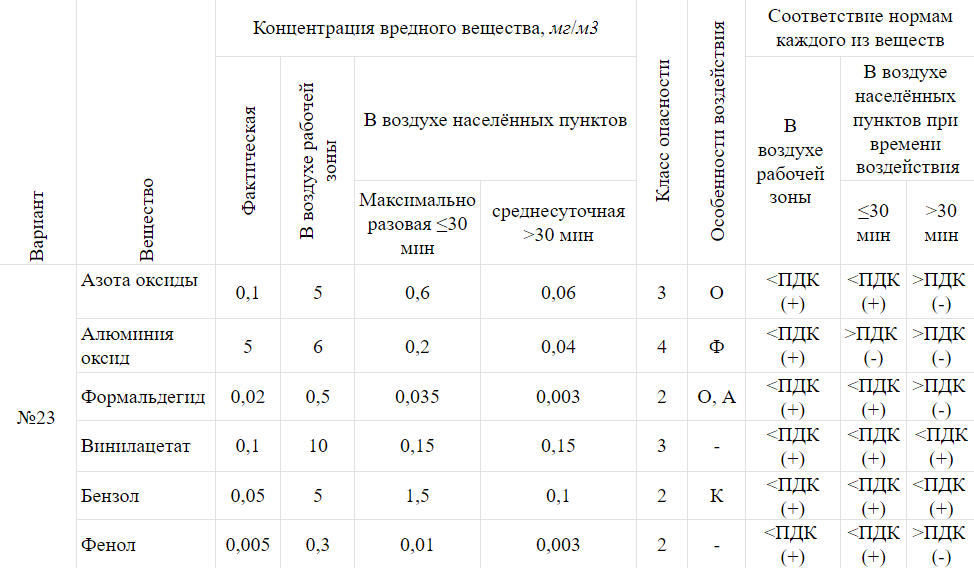 Вариант
Вещество
Концентрация вредного вещества, мг/м3
Фактическая
В воздухе рабочей
зоны
В воздухе населённых пунктов
Максимально
разовая ≤30
мин
среднесуточная
>30 мин
Класс опасности
Особенности воздействия
Соответствие нормам
каждого из веществ
В
воздухе
рабочей
зоны
В воздухе
населённых
пунктов при
времени
воздействия
≤30
мин
>30
мин
№23
Азота оксиды
0,1
5
0,6
0,06
3
О
<ПДК
(+)
<ПДК
(+)
>ПДК
(-)
Алюминия
оксид
5
6
0,2
0,04
4
Ф
<ПДК
(+)
>ПДК
(-)
>ПДК
(-)
Формальдегид
0,02
0,5
0,035
0,003
2
О, А
<ПДК
(+)
<ПДК
(+)
>ПДК
(-)
Винилацетат
0,1
10
0,15
0,15
3
-
<ПДК
(+)
<ПДК
(+)
<ПДК
(+)
Бензол
0,05
5
1,5
0,1
2
К
<ПДК
(+)
<ПДК
(+)
<ПДК
(+)
Фенол
0,005
0,3
0,01
0,003
2
-
<ПДК
(+)
<ПДК
(+)
>ПДК
(-)